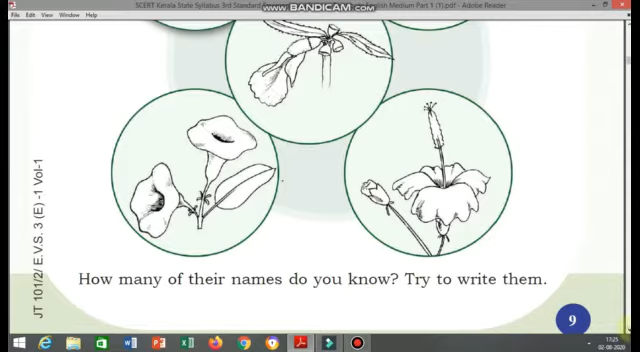 SCERT Kerala State Syllabus 3rd Standard
English Medium Part 1 (1).pdf - Adobe Reader
WWW.BANDICAM.COM
File Edit View Window Help
JT 101/2/ E.V.S. 3 (E) -1 Vol-1
How many of their names do you know? Try to write them.
9
17:25
02-08-2020